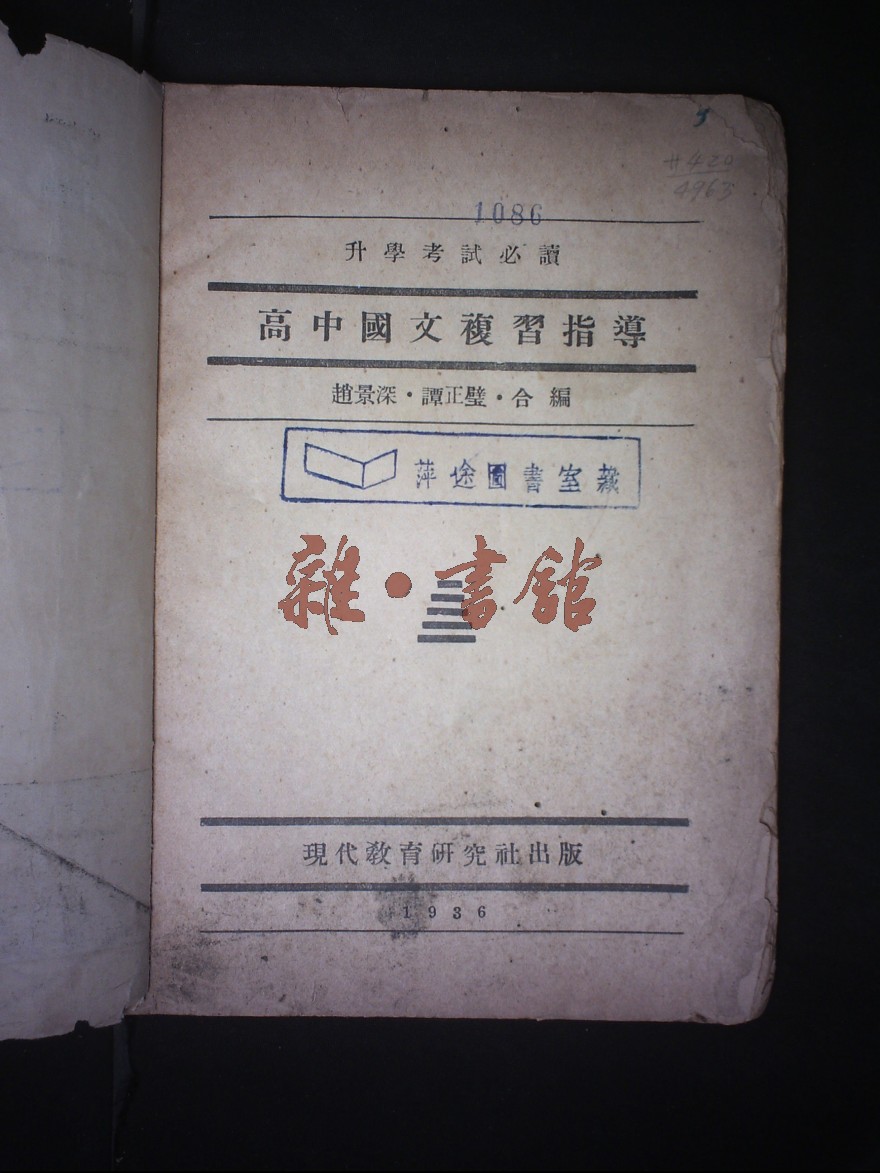 #420
4963
1086
升學考試必讀
高中國文複習指導
趙景深・譚正璧・合編
萍途圖書室藏
雜・書館
現代教育研究社出版
1936